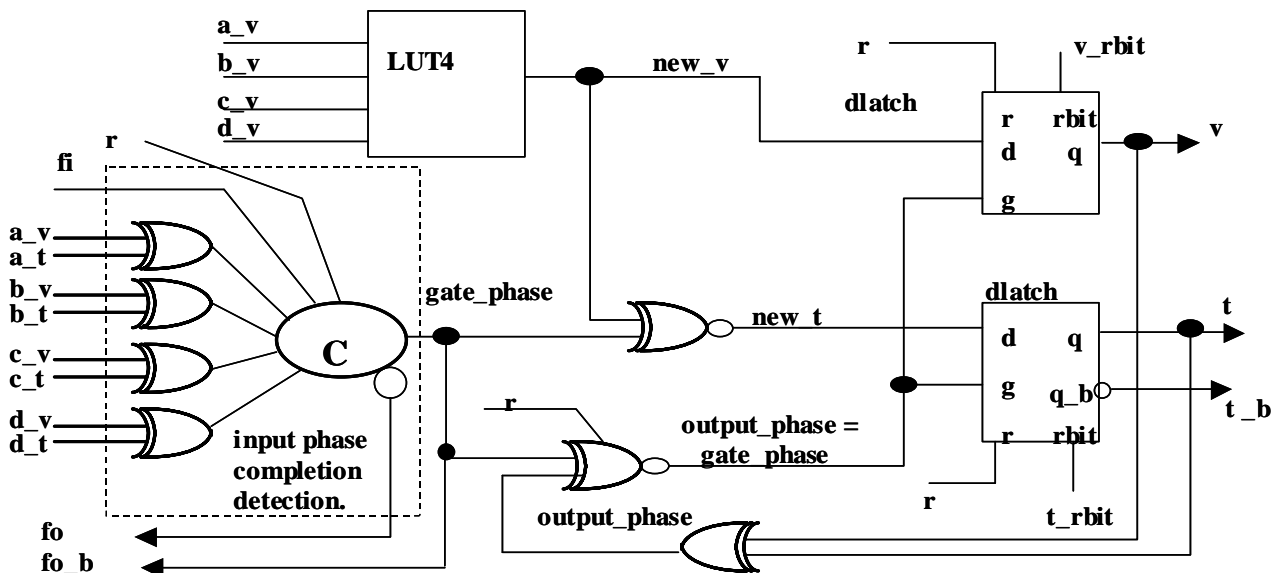 a_v
b_v
c_v
d_v
LUT4
new_v
r
v_rbit
dlatch
r rbit
d q
g
v
r
fi
a_v
a_t
b_v
b_t
c_v
c_t
d_v
d_t
C
gate_phase
input phase
completion
detection.
new_t
dlatch
d q
g
q_b
r rbit
t
t_b
r
output_phase =
gate_phase
r
t_rbit
output_phase
fo
fo_b